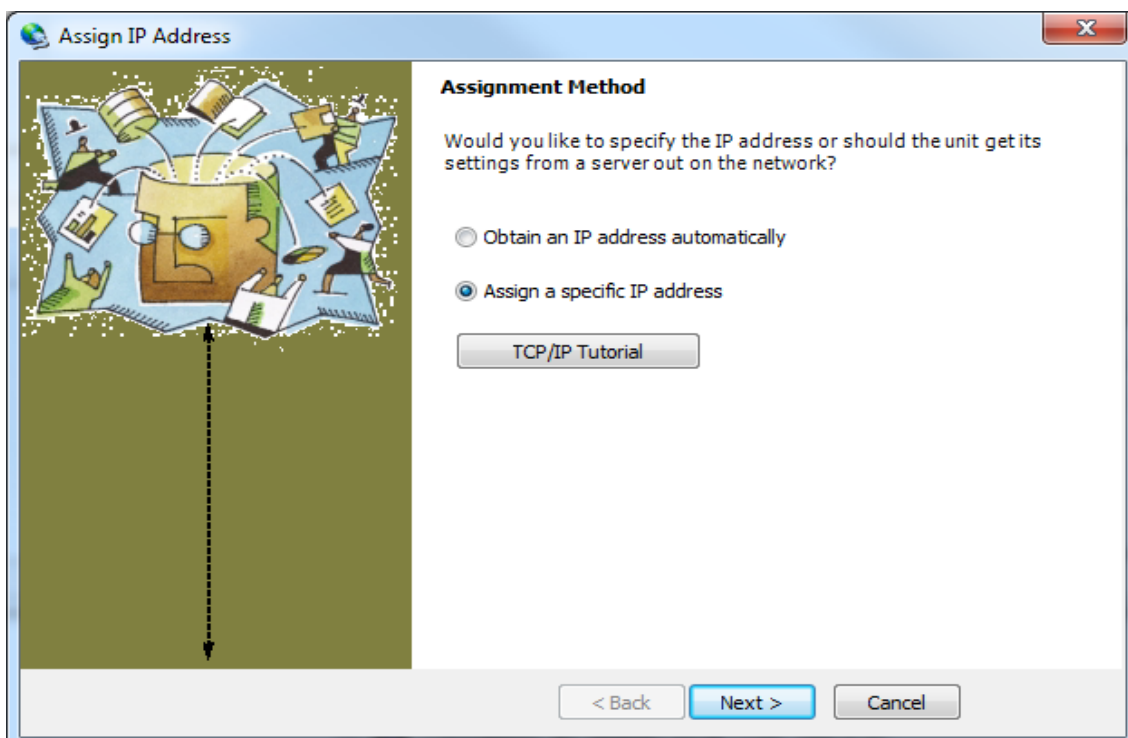 Assign IP Address
Assignment Method
Would you like to specify the IP address or should the unit get its
settings from a server out on the network?
Obtain an IP address automatically
Assign a specific IP address
TCP/IP Tutorial
< Back
Next >
Cancel